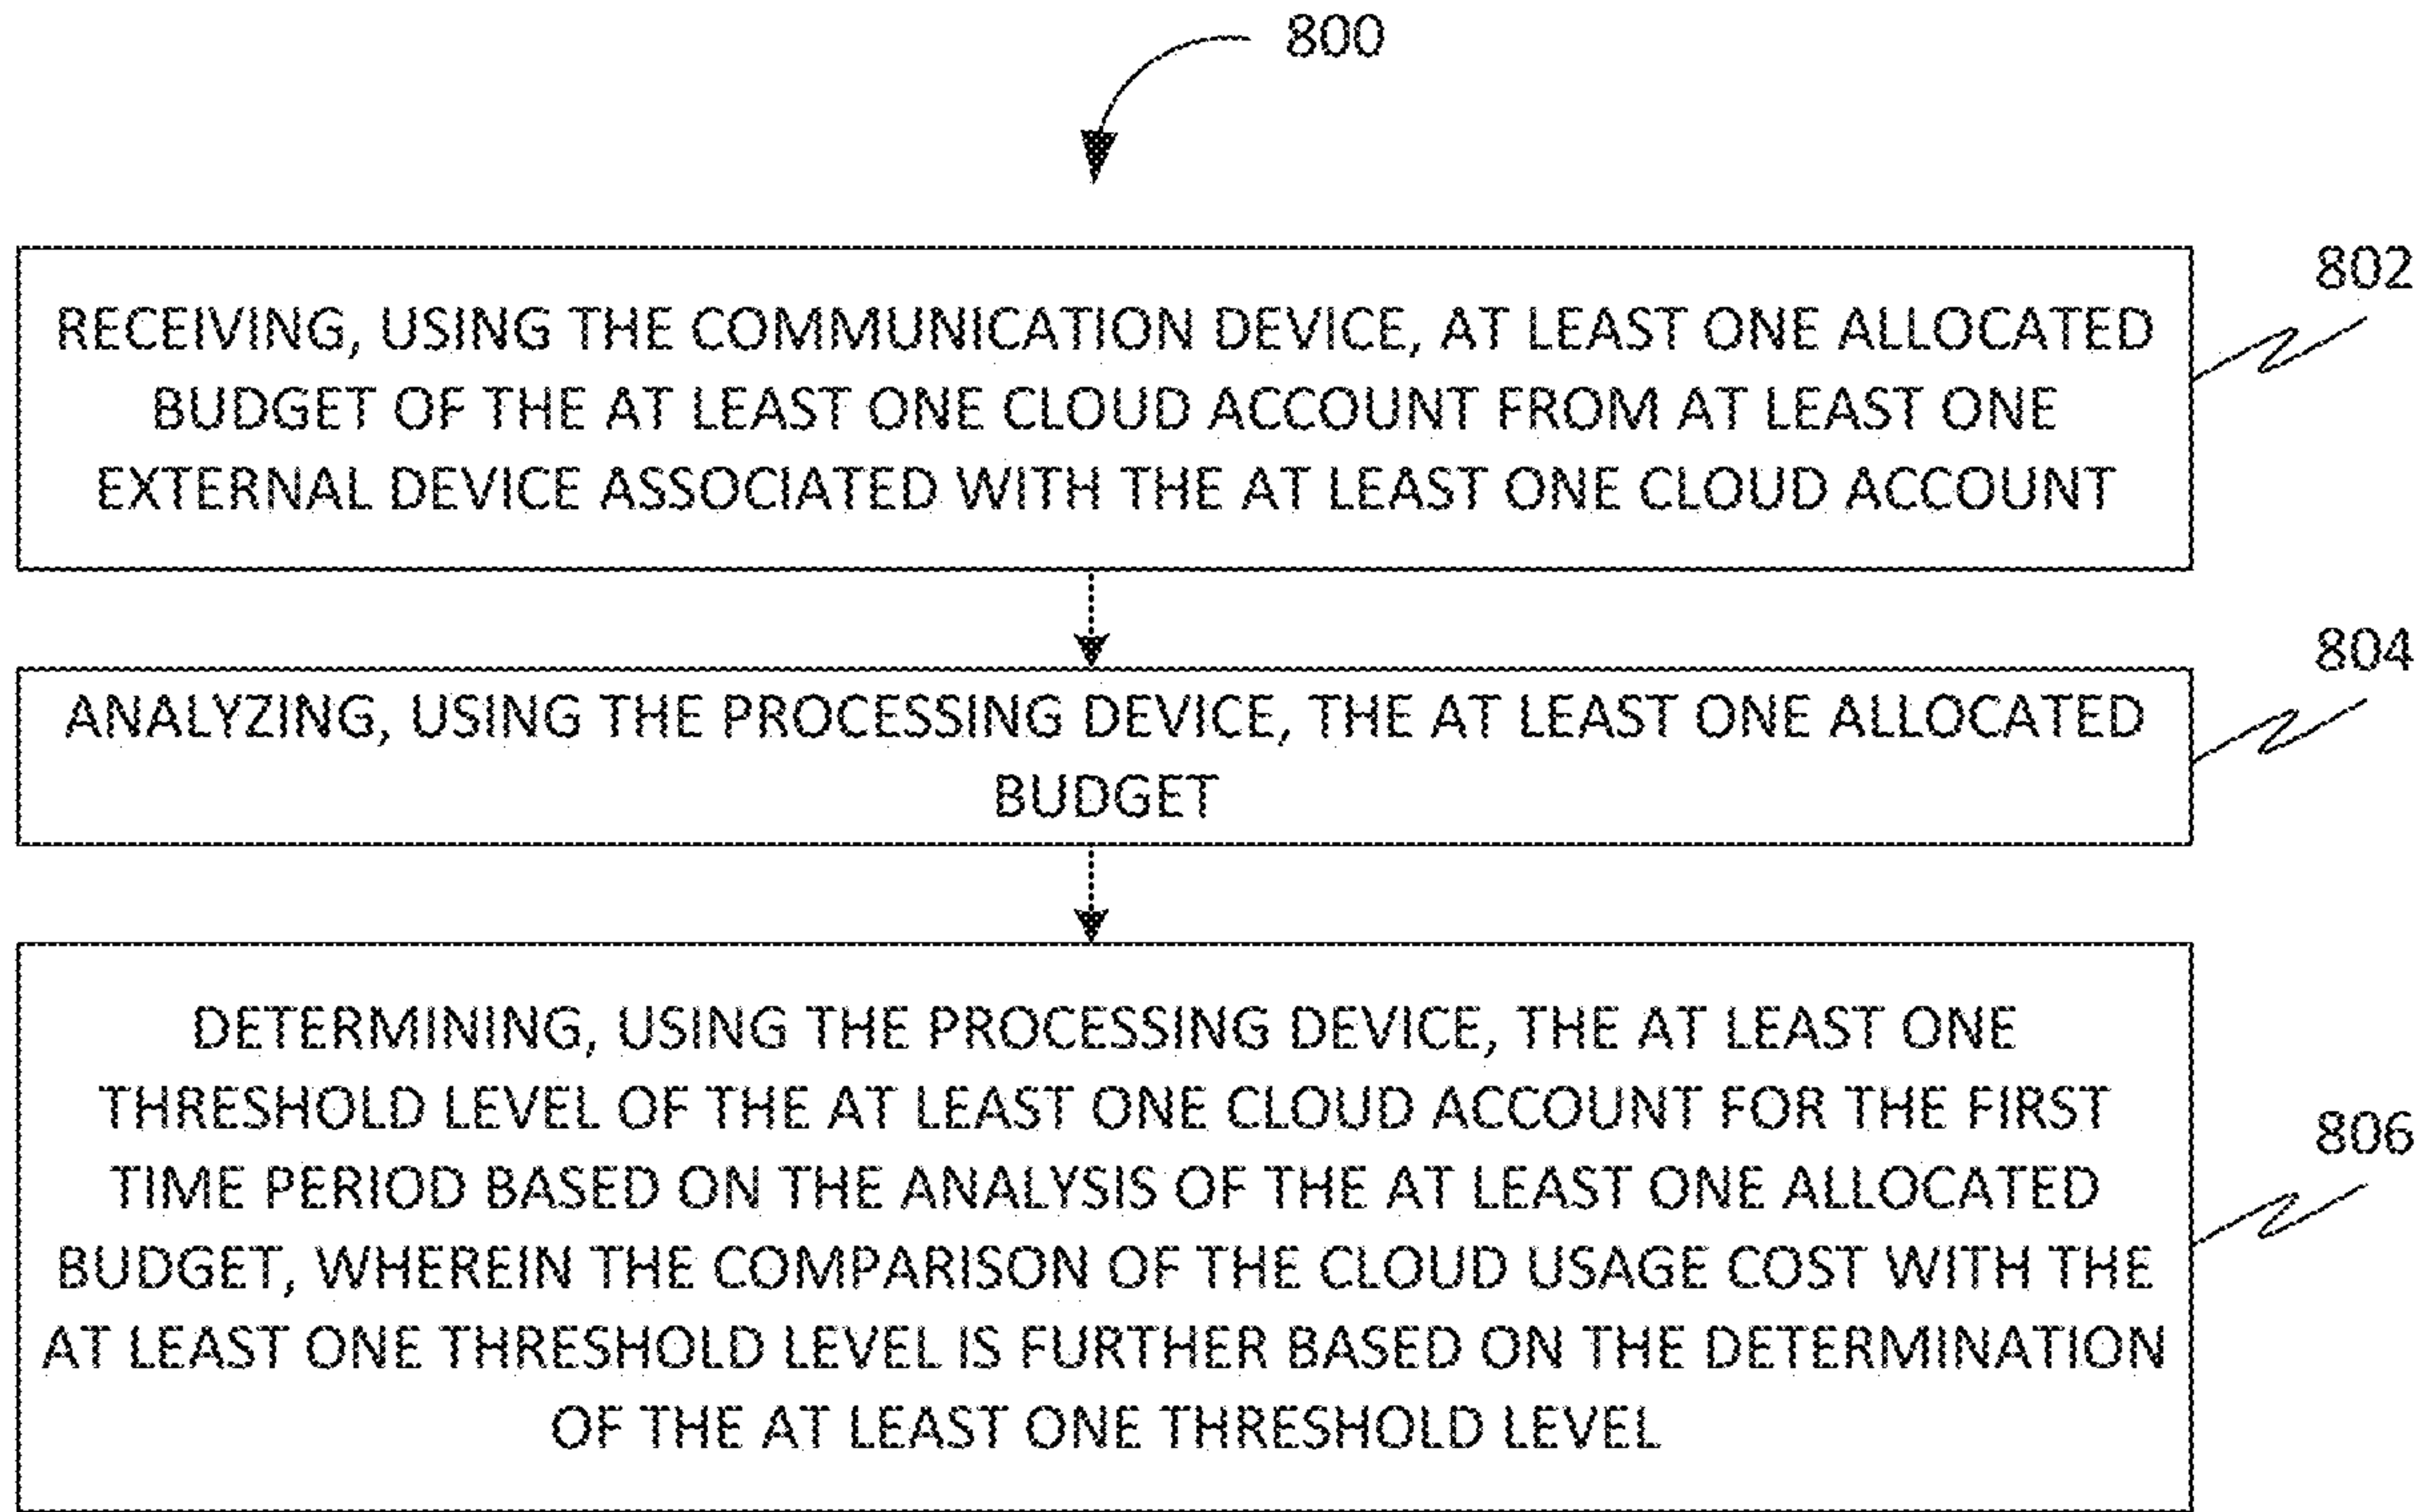 800
802
RECEIVING, USING THE COMMUNICATION DEVICE, AT LEAST ONE ALLOCATED
BUDGET OF THE AT LEAST ONE CLOUD ACCOUNT FROM AT LEAST ONE
EXTERNAL DEVICE ASSOCIATED WITH THE AT LEAST ONE CLOUD ACCOUNT
804
ANALYZING, USING THE PROCESSING DEVICE, THE AT LEAST ONE ALLOCATED
BUDGET
806
DETERMINING, USING THE PROCESSING DEVICE, THE AT LEAST ONE
THRESHOLD LEVEL OF THE AT LEAST ONE CLOUD ACCOUNT FOR THE FIRST
TIME PERIOD BASED ON THE ANALYSIS OF THE AT LEAST ONE ALLOCATED
BUDGET, WHEREIN THE COMPARISON OF THE CLOUD USAGE COST WITH THE
AT LEAST ONE THRESHOLD LEVEL IS FURTHER BASED ON THE DETERMINATION
OF THE AT LEAST ONE THRESHOLD LEVEL